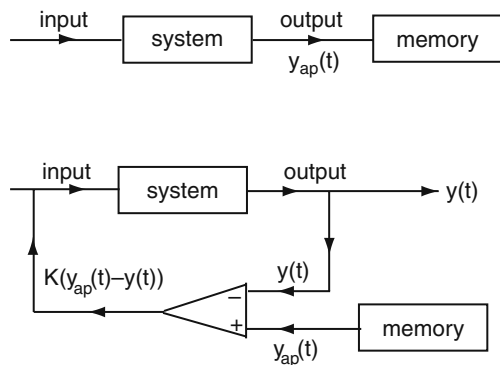 input
system
output
memory
y_ap(t)
input
system
output
y(t)
K(y_ap(t)−y(t))
y(t)
−
+
memory
y_ap(t)